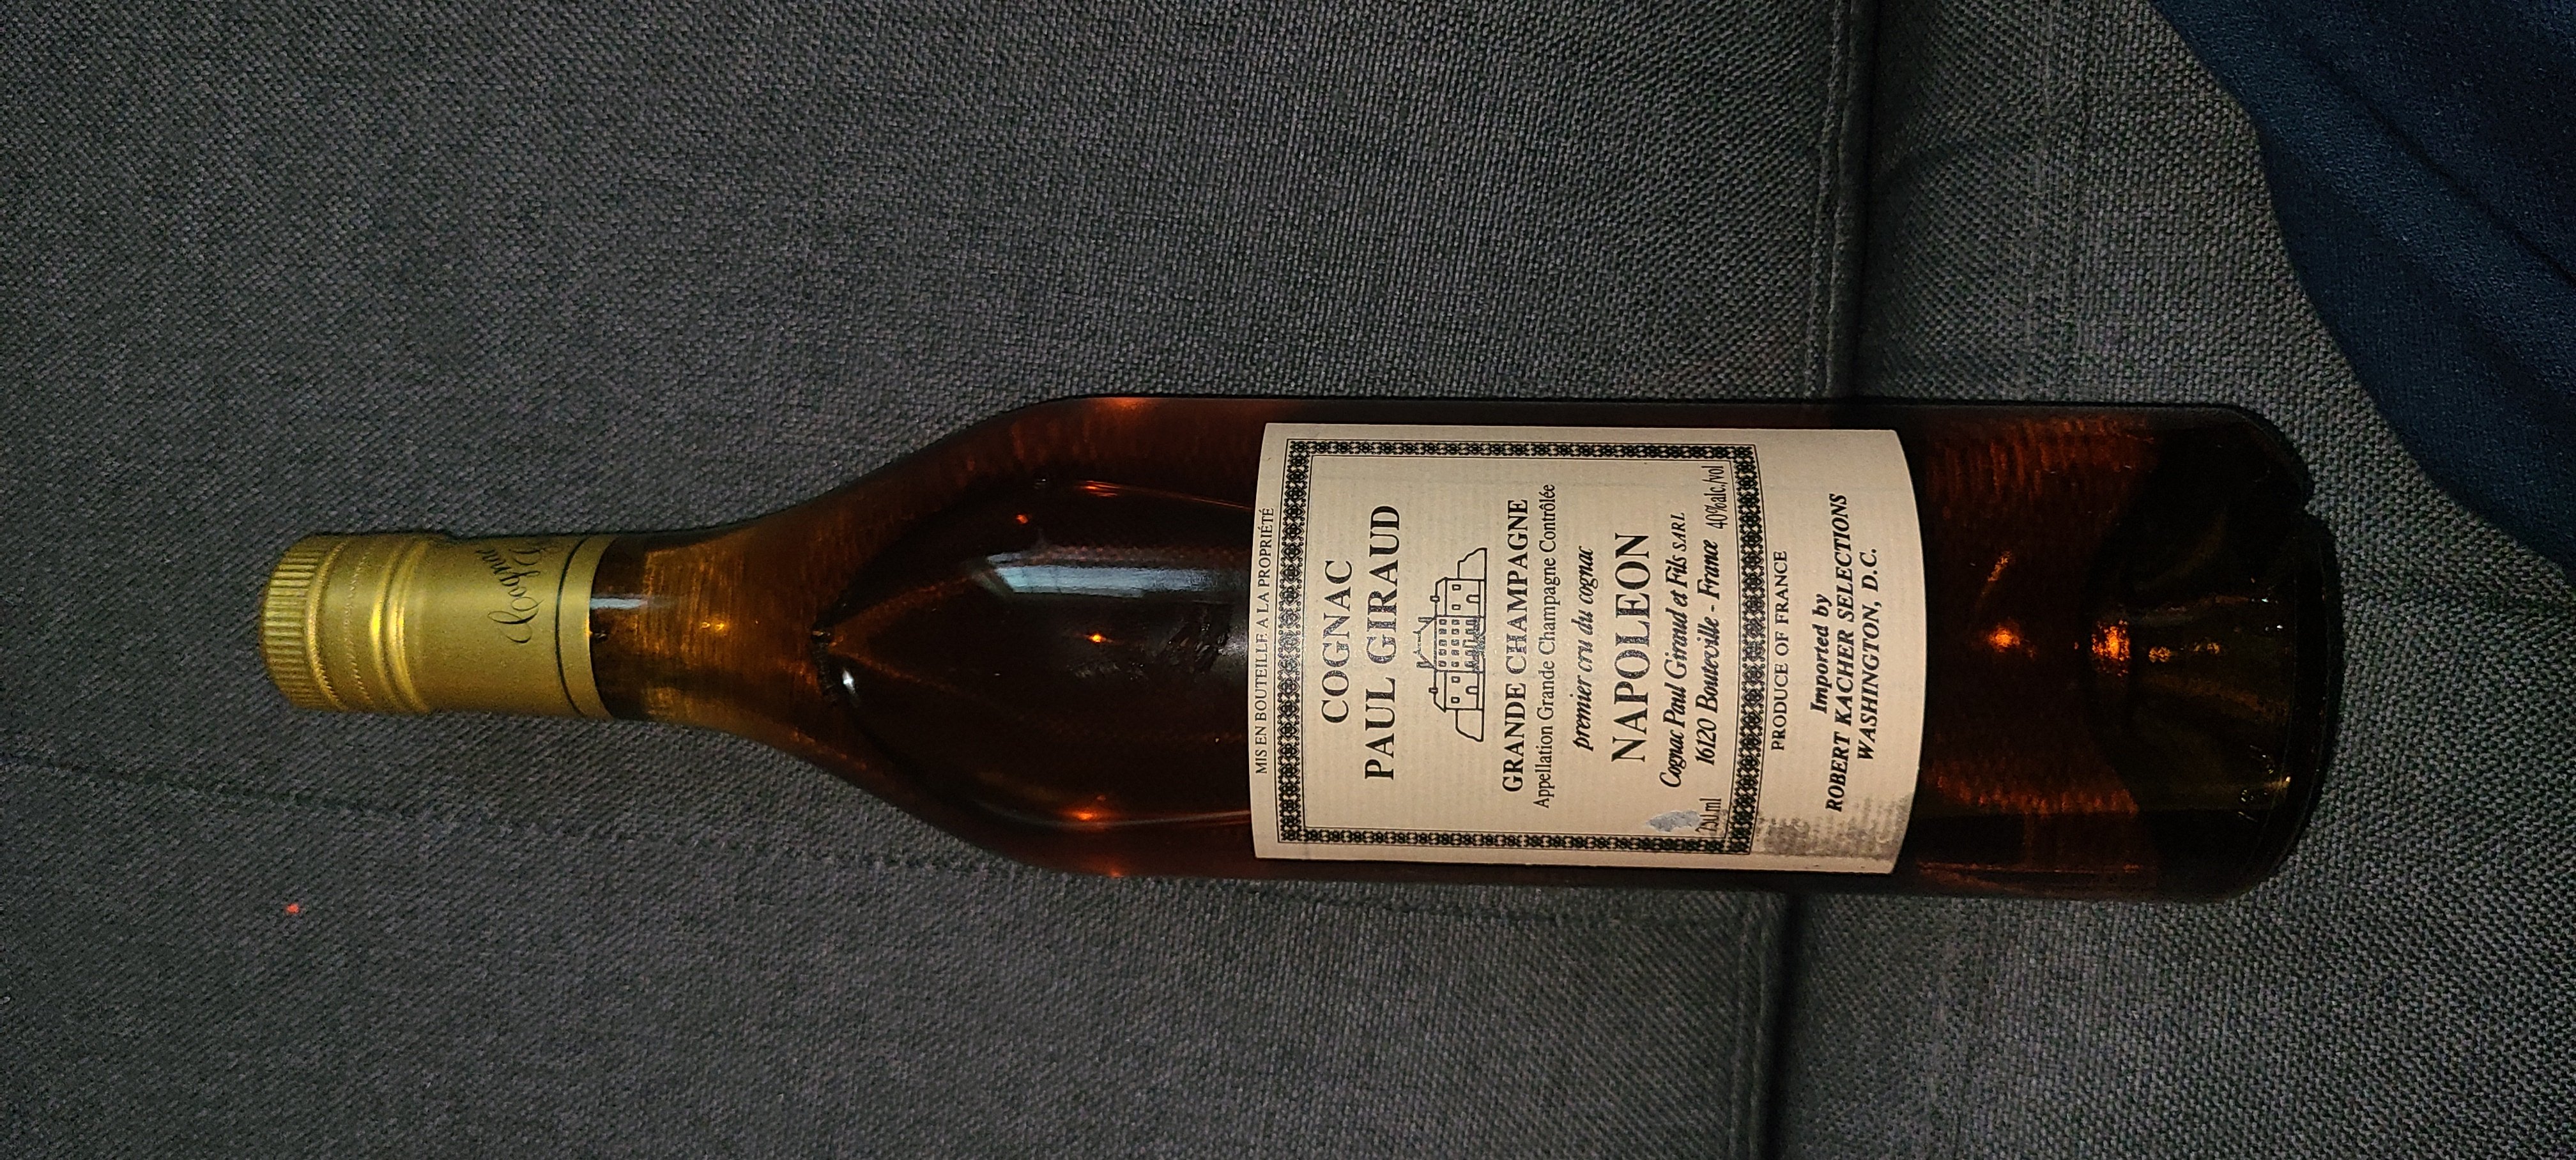 Cognac
MIS EN BOUTEILLE A LA PROPRIÉTÉ
COGNAC
PAUL GIRAUD
GRANDE CHAMPAGNE
Appellation Grande Champagne Contrôlée
premier cru du cognac
NAPOLEON
Cognac Paul Giraud et Fils SARL
16120 Bouteville - France 40%alc./vol
PRODUCE OF FRANCE
Imported by
ROBERT KACHER SELECTIONS
WASHINGTON, D.C.